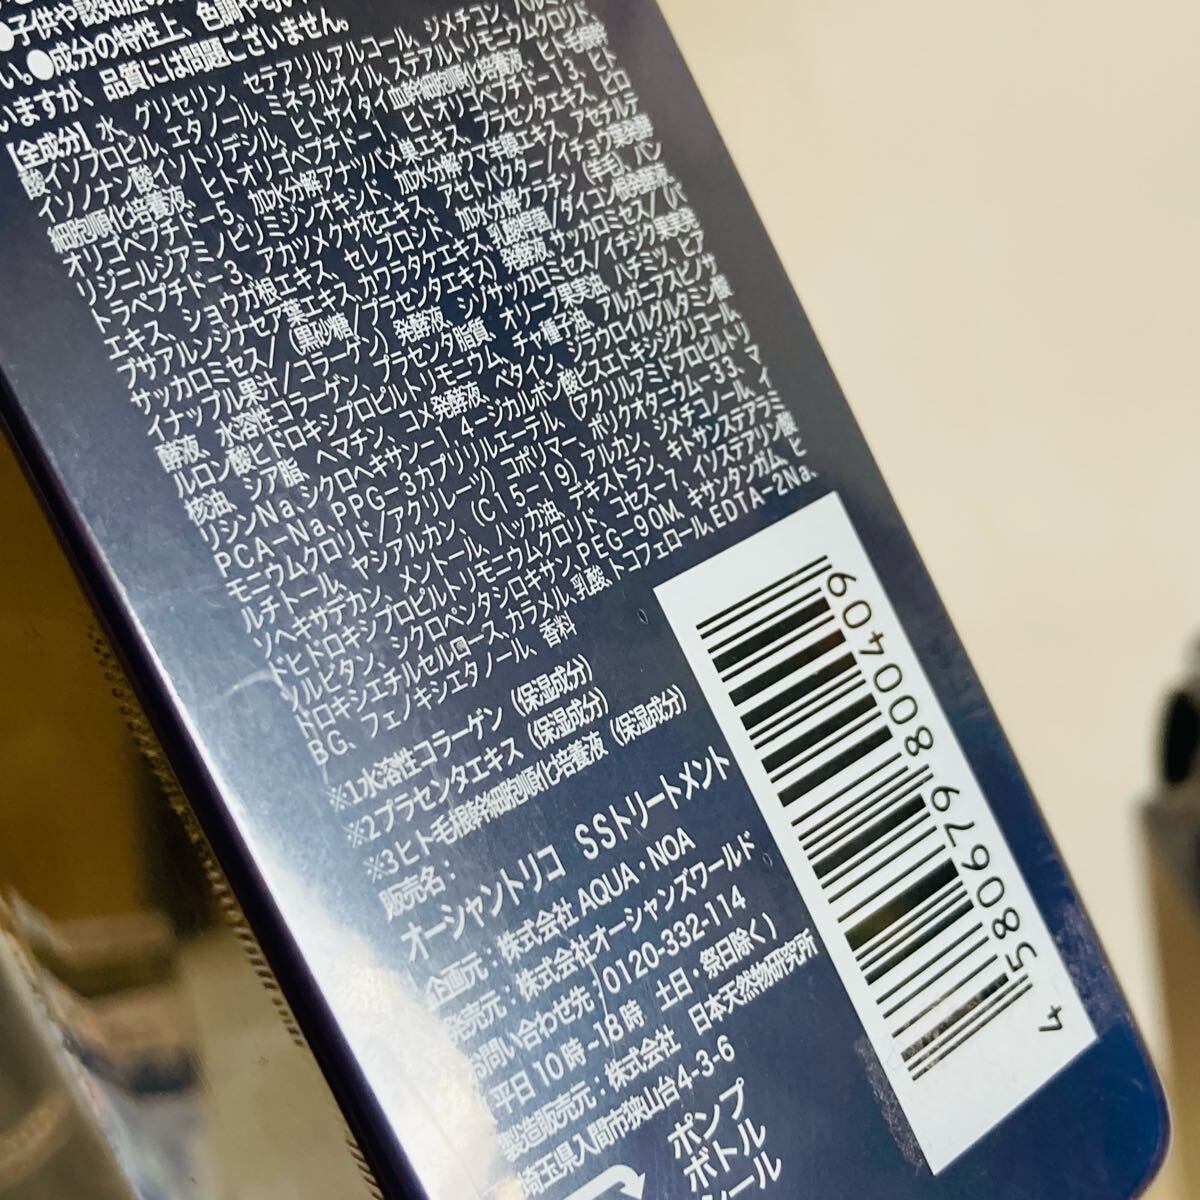 ●子供や認知症の
●成分の特性上、色調や匂い
い。
いますが、品質には問題ございません。
【全成分】水、グリセリン、セテアリルアルコール、ジメチコン、パルミ
酸イソプロピル、エタノール、ミネラルオイル、ステアルトリモニウムクロリド、
イソノナン酸イソトリデシル、ヒトサイタイ血幹細胞順化培養液、ヒト毛根幹
細胞順化培養液、ヒトオリゴペプチド-1、ヒトオリゴペプチド-13、ヒト
オリゴペプチド-5、加水分解アナツバメ巣エキス、プラセンタエキス、ピロ
リジニルジアミノピリミジンオキシド、加水分解ウマ羊膜エキス、アセチルテ
トラペプチド-3、アカツメクサ花エキス、アセトバクター/イチョウ葉発酵
エキス、ショウガ根エキス、セレブロシド、加水分解ケラチン(羊毛)、パン
プサアルンジナセア葉エキス、カワラタケエキス、乳酸桿菌/ダイコン根発酵液、
サッカロミセス/(黒砂糖/プラセンタエキス)発酵液、サッカロミセス/(パ
イナップル果汁/コラーゲン)発酵液、シゾサッカロミセス/イチジク果実発
酵液、水溶性コラーゲン、プラセンタ脂質、オリーブ果実油、ハチミツ、ヒア
ルロン酸ヒドロキシプロピルトリモニウム、チャ種子油、アルガニアスピノサ
核油、シア脂、ヘマチン、コメ発酵液、ベタイン、ジラウロイルグルタミン酸
リシンNa、シクロヘキサン-1,4-ジカルボン酸ビスエトキシジグリコール、
PCA-Na、PPG-3カプリリルエーテル、(アクリルアミドプロピルトリ
モニウムクロリド/アクリレーツ)コポリマー、ポリクオタニウム-33、マ
ルチトール、ヤシアルカン、(C15-19)アルカン、ジメチコノール、イ
ソヘキサデカン、メントール、ハッカ油、デキストラン、キトサンステアラミ
ドヒドロキシプロピルトリモニウムクロリド、コセス-7、イソステアリン酸
ソルビタン、シクロペンタシロキサン、PEG-90M、キサンタンガム、ヒ
ドロキシエチルセルロース、カラメル、乳酸、トコフェロール、EDTA-2Na、
BG、フェノキシエタノール、香料
※1水溶性コラーゲン(保湿成分)
※2プラセンタエキス(保湿成分)
※3ヒト毛根幹細胞順化培養液(保湿成分)
販売名:
オーシャントリコ SSトリートメント
企画元:株式会社AQUA・NOA
発売元:株式会社オーシャンズワールド
お問い合わせ先/0120-332-114
平日10時~18時 土日・祭日除く)
製造販売元:株式会社 日本天然物研究所
埼玉県入間市狭山台4-3-6
ポンプ
ボトル
シール
4 580679 800409